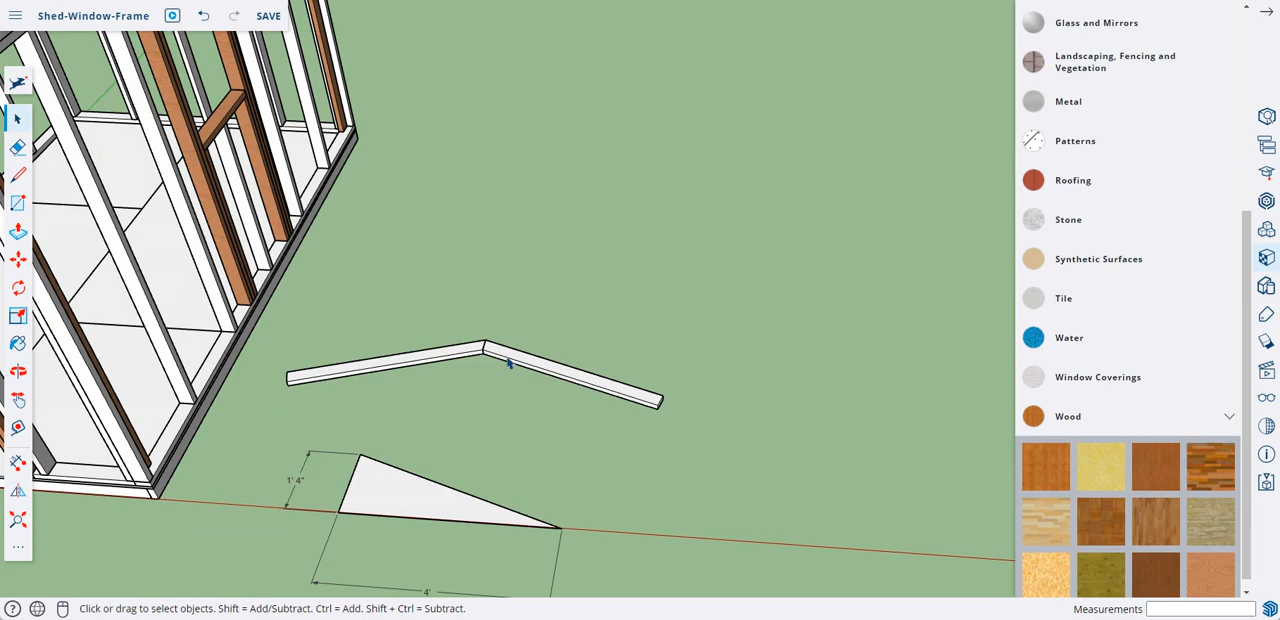 Shed-Window-Frame
SAVE
Glass and Mirrors
Landscaping, Fencing and
Vegetation
Metal
Patterns
Roofing
Stone
Synthetic Surfaces
Tile
Water
Window Coverings
Wood
1' 4"
4'
Click or drag to select objects. Shift = Add/Subtract. Ctrl = Add. Shift + Ctrl = Subtract.
Measurements